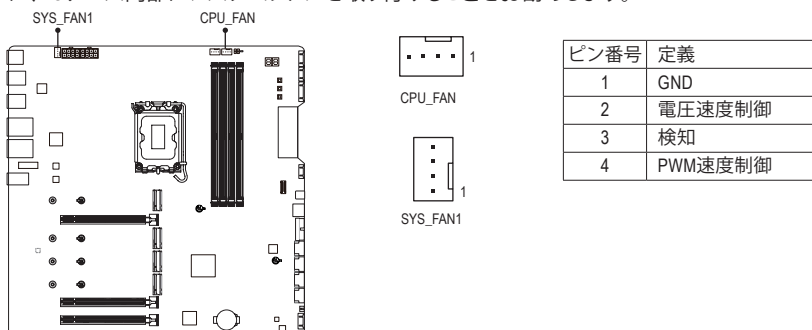 SYS_FAN1
CPU_FAN
1
CPU_FAN
1
SYS_FAN1
ピン番号 定義
1 GND
2 電圧速度制御
3 検知
4 PWM速度制御